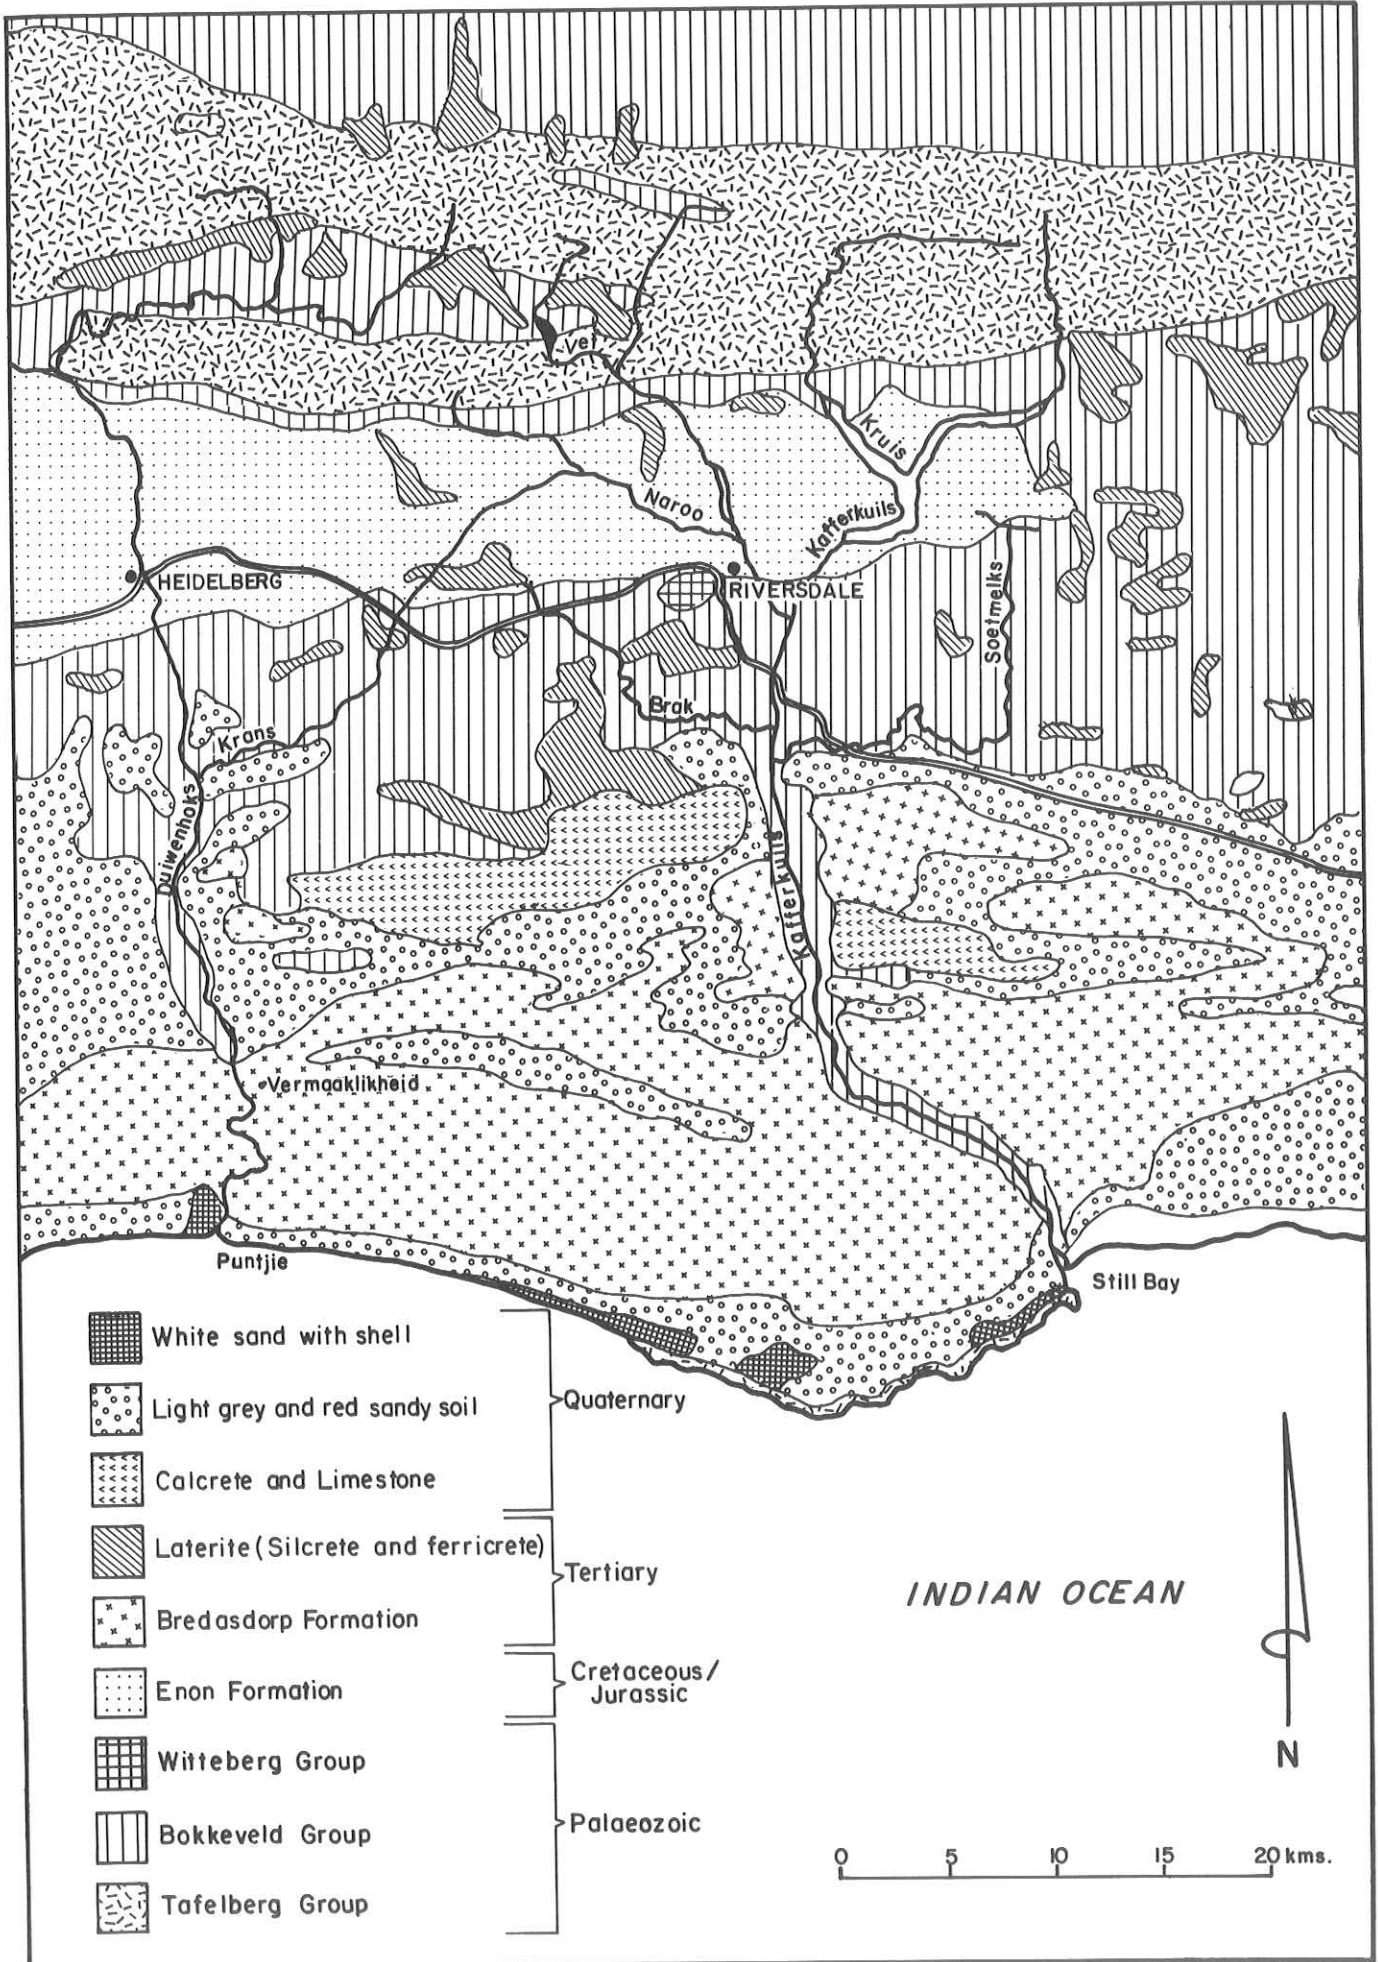 Vet
Kruis
Naroo
Kafferkuils
HEIDELBERG
RIVERSDALE
Soetmelks
Brak
Krans
Duiwenhoks
Kafferkuils
Vermaaklikheid
Puntjie
Still Bay
White sand with shell
Light grey and red sandy soil
Quaternary
Calcrete and Limestone
Laterite (Silcrete and ferricrete)
Tertiary
Bredasdorp Formation
Enon Formation
Cretaceous/
Jurassic
Witteberg Group
Bokkeveld Group
Palaeozoic
Tafelberg Group
INDIAN OCEAN
N
0 5 10 15 20 kms.